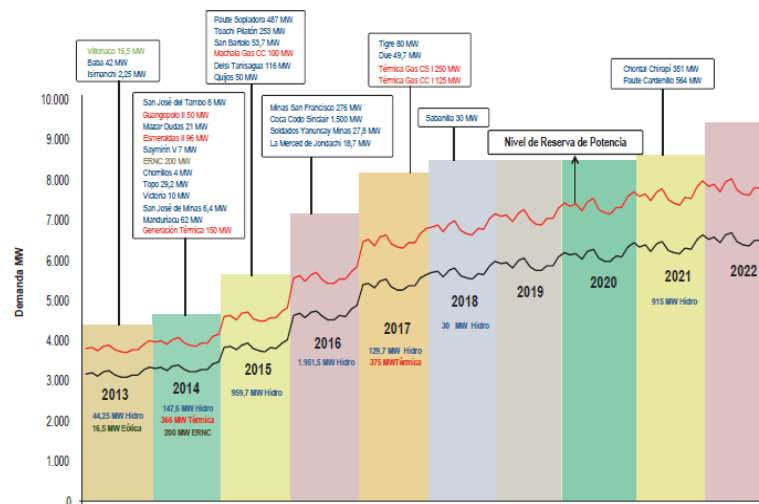 Villonaco 16,5 MW
Baba 42 MW
Isimanchi 2,25 MW
San José del Tambo 8 MW
Guangopolo II 50 MW
Mazar Dudas 21 MW
Esmeraldas II 96 MW
Saymirín V 7 MW
ERNC 200 MW
Chorrillos 4 MW
Topo 29,2 MW
Victoria 10 MW
San José de Minas 6,4 MW
Manduriacu 62 MW
Generación Térmica 150 MW
Paute Sopladora 487 MW
Toachi Pilatón 253 MW
San Bartolo 53,7 MW
Machala Gas CC 100 MW
Delsi Tanisagua 116 MW
Quijos 50 MW
Minas San Francisco 276 MW
Coca Codo Sinclair 1.500 MW
Soldados Yanuncay Minas 27,8 MW
La Merced de Jondachi 18,7 MW
Tigre 80 MW
Due 49,7 MW
Térmica Gas CS I 250 MW
Térmica Gas CC I 125 MW
Sabanilla 30 MW
Nivel de Reserva de Potencia
Chontal Chirapí 351 MW
Paute Cardenillo 564 MW
Demanda MW
10.000
9.000
8.000
7.000
6.000
5.000
4.000
3.000
2.000
1.000
0
2013
44,25 MW Hidro
16,5 MW Eólica
2014
147,6 MW Hidro
366 MW Térmica
200 MW ERNC
2015
959,7 MW Hidro
2016
1.951,5 MW Hidro
2017
129,7 MW Hidro
375 MWTérmica
2018
30 MW Hidro
2019
2020
2021
915 MW Hidro
2022